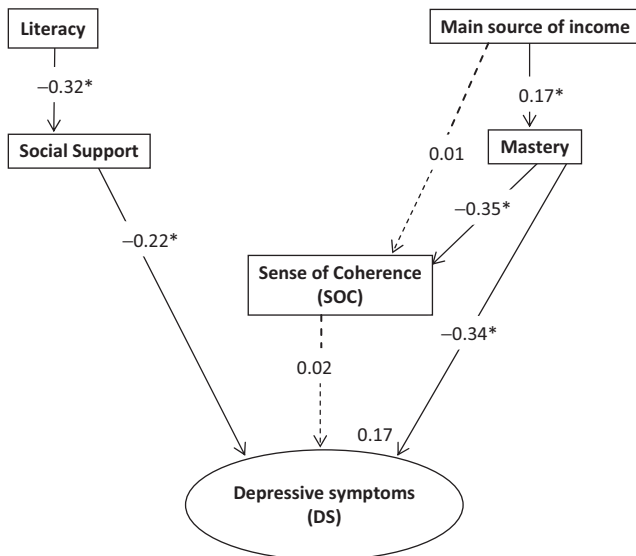 Literacy
Main source of income
−0.32*
0.17*
Social Support
Mastery
0.01
−0.35*
−0.22*
Sense of Coherence
(SOC)
−0.34*
0.02
0.17
Depressive symptoms
(DS)